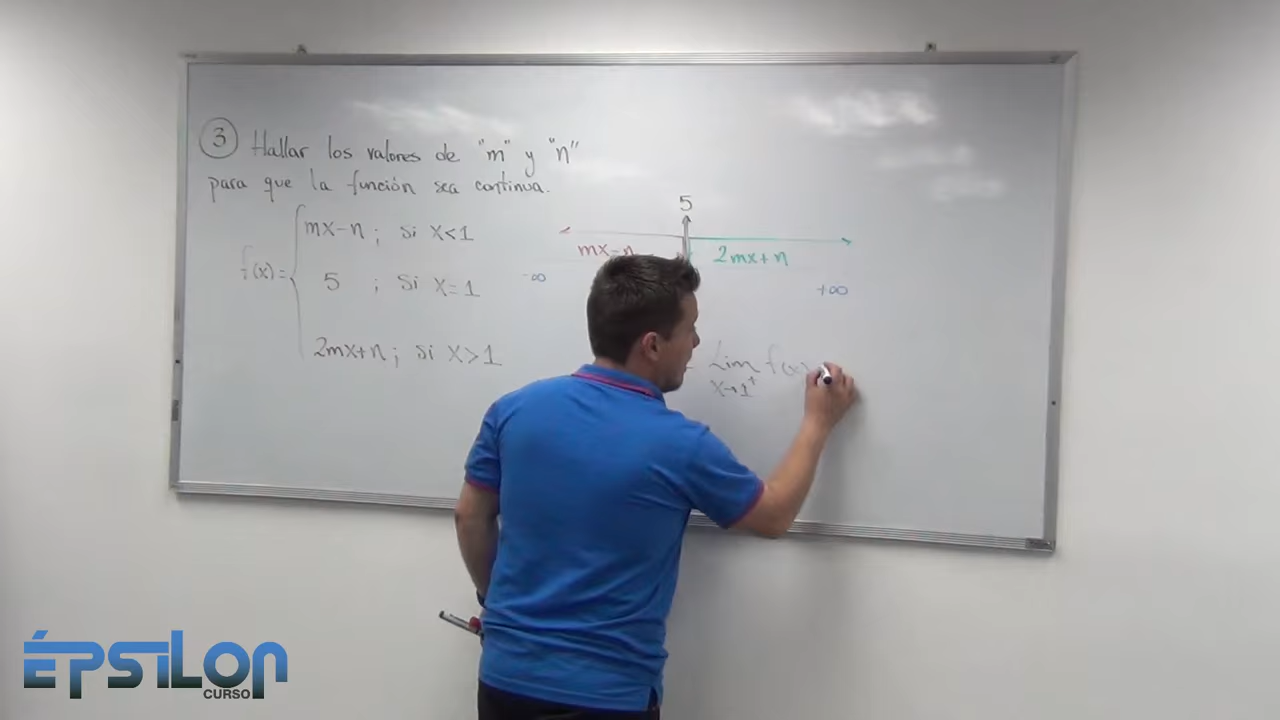 3 Hallar los valores de "m" y "n"
para que la función sea continua.
f(x)=
mx-n ; si x<1
5 ; si x=1
2mx+n ; si x>1
5
mx-n
2mx+n
-∞
+∞
Lim f(x)
x→1⁺
ÉPSILON
CURSO